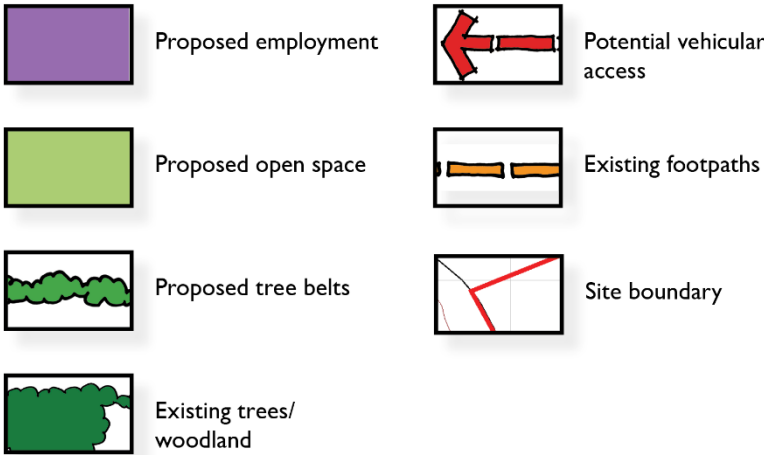 Proposed employment
Proposed open space
Proposed tree belts
Existing trees/
woodland
Potential vehicular
access
Existing footpaths
Site boundary